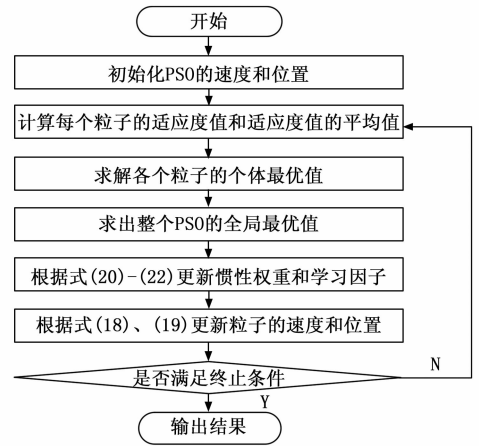 开始
初始化PSO的速度和位置
计算每个粒子的适应度值和适应度值的平均值
求解各个粒子的个体最优值
求出整个PSO的全局最优值
根据式(20)-(22)更新惯性权重和学习因子
根据式(18)、(19)更新粒子的速度和位置
是否满足终止条件
N
Y
输出结果